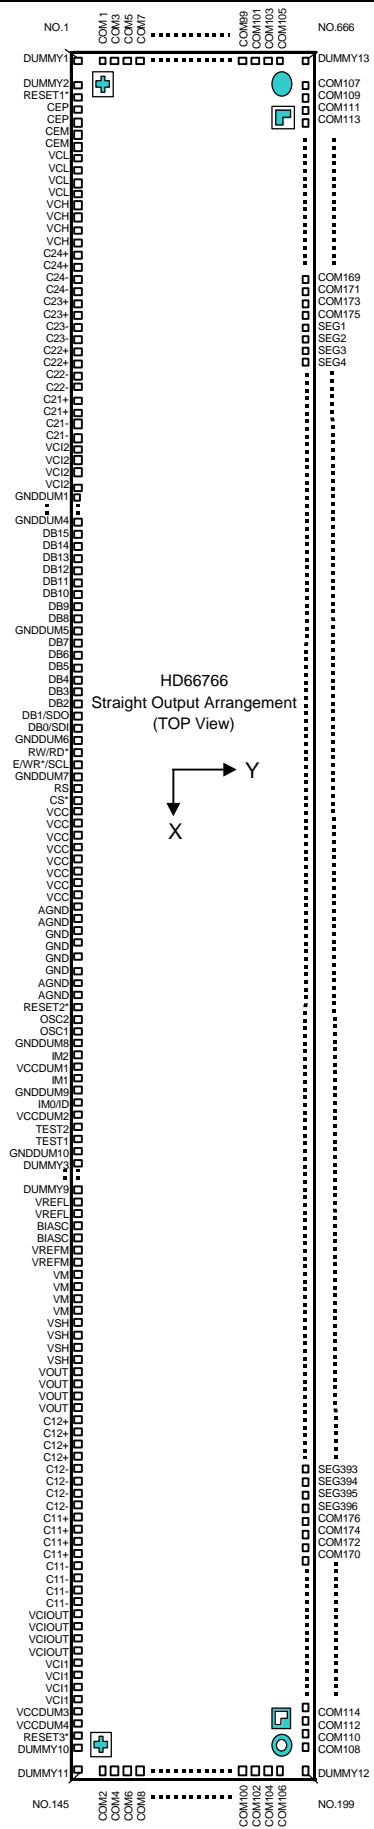 NO.1
COM 1
COM3
COM5
COM7
COM99
COM101
COM103
COM105
NO.666
DUMMY1
DUMMY2
RESET1*
CEP
CEP
CEM
CEM
VCL
VCL
VCL
VCL
VCH
VCH
VCH
VCH
C24+
C24+
C24-
C24-
C23+
C23+
C23-
C23-
C22+
C22+
C22-
C22-
C21+
C21+
C21-
C21-
VCI2
VCI2
VCI2
VCI2
GNDDUM1
GNDDUM4
DB15
DB14
DB13
DB12
DB11
DB10
DB9
DB8
GNDDUM5
DB7
DB6
DB5
DB4
DB3
DB2
DB1/SDO
DB0/SDI
GNDDUM6
RW/RD*
E/WR*/SCL
GNDDUM7
RS
CS*
VCC
VCC
VCC
VCC
VCC
VCC
VCC
VCC
AGND
AGND
GND
GND
GND
GND
AGND
AGND
RESET2*
OSC2
OSC1
GNDDUM8
IM2
VCCDUM1
IM1
GNDDUM9
IM0/ID
VCCDUM2
TEST2
TEST1
GNDDUM10
DUMMY3
DUMMY9
VREFL
VREFL
BIASC
BIASC
VREFM
VREFM
VM
VM
VM
VM
VSH
VSH
VSH
VSH
VOUT
VOUT
VOUT
VOUT
C12+
C12+
C12+
C12+
C12-
C12-
C12-
C12-
C11+
C11+
C11+
C11+
C11-
C11-
C11-
C11-
VCIOUT
VCIOUT
VCIOUT
VCIOUT
VCI1
VCI1
VCI1
VCI1
VCCDUM3
VCCDUM4
RESET3*
DUMMY10
DUMMY11
HD66766
Straight Output Arrangement
(TOP View)
Y
X
DUMMY13
COM107
COM109
COM111
COM113
COM169
COM171
COM173
COM175
SEG1
SEG2
SEG3
SEG4
SEG393
SEG394
SEG395
SEG396
COM176
COM174
COM172
COM170
COM114
COM112
COM110
COM108
DUMMY12
NO.145
COM2
COM4
COM6
COM8
COM100
COM102
COM104
COM106
NO.199